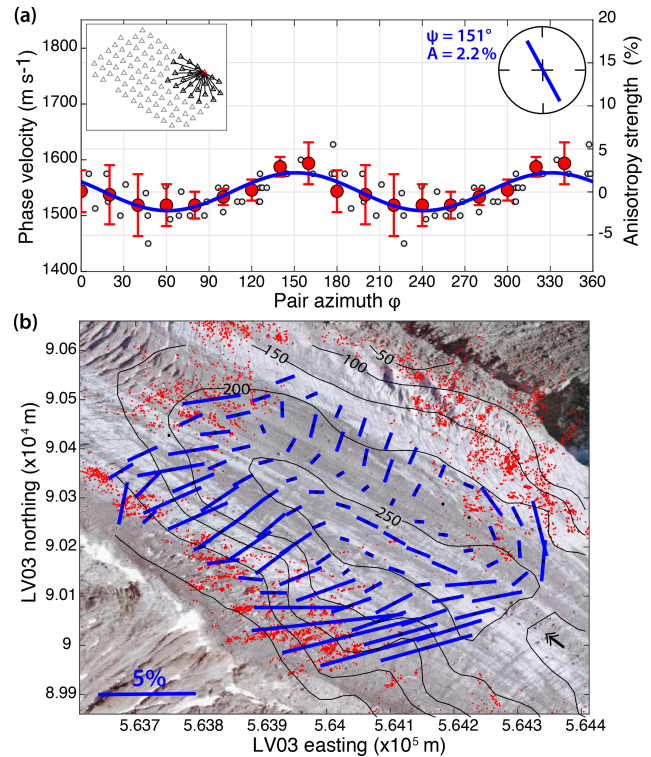 (a)
1850
1700
1600
1500
1400
Phase velocity (m s-1)
ψ = 151°
A = 2.2%
20
15
10
5
0
-5
Anisotropy strength (%)
0 30 60 90 120 150 180 210 240 270 300 330 360
Pair azimuth φ
(b)
9.06
9.05
9.04
9.03
9.02
9.01
9
8.99
LV03 northing (x10⁴ m)
150
100
50
200
250
5%
5.637 5.638 5.639 5.64 5.641 5.642 5.643 5.644
LV03 easting (x10⁵ m)